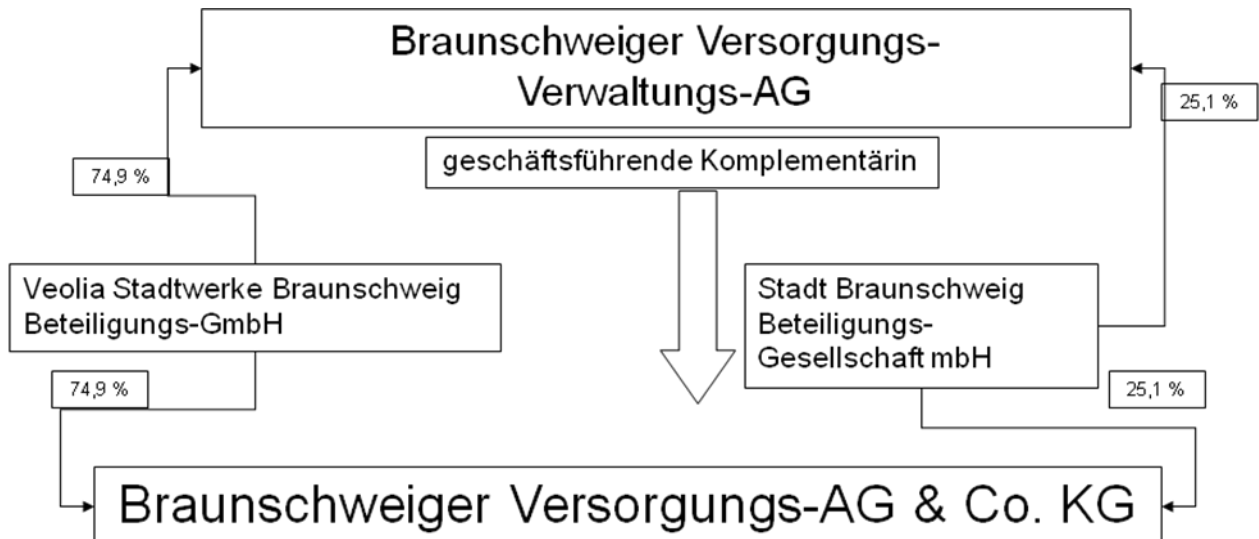 Braunschweiger Versorgungs-
Verwaltungs-AG
25,1 %
geschäftsführende Komplementärin
74,9 %
Veolia Stadtwerke Braunschweig
Beteiligungs-GmbH
Stadt Braunschweig
Beteiligungs-
Gesellschaft mbH
74,9 %
25,1 %
Braunschweiger Versorgungs-AG & Co. KG